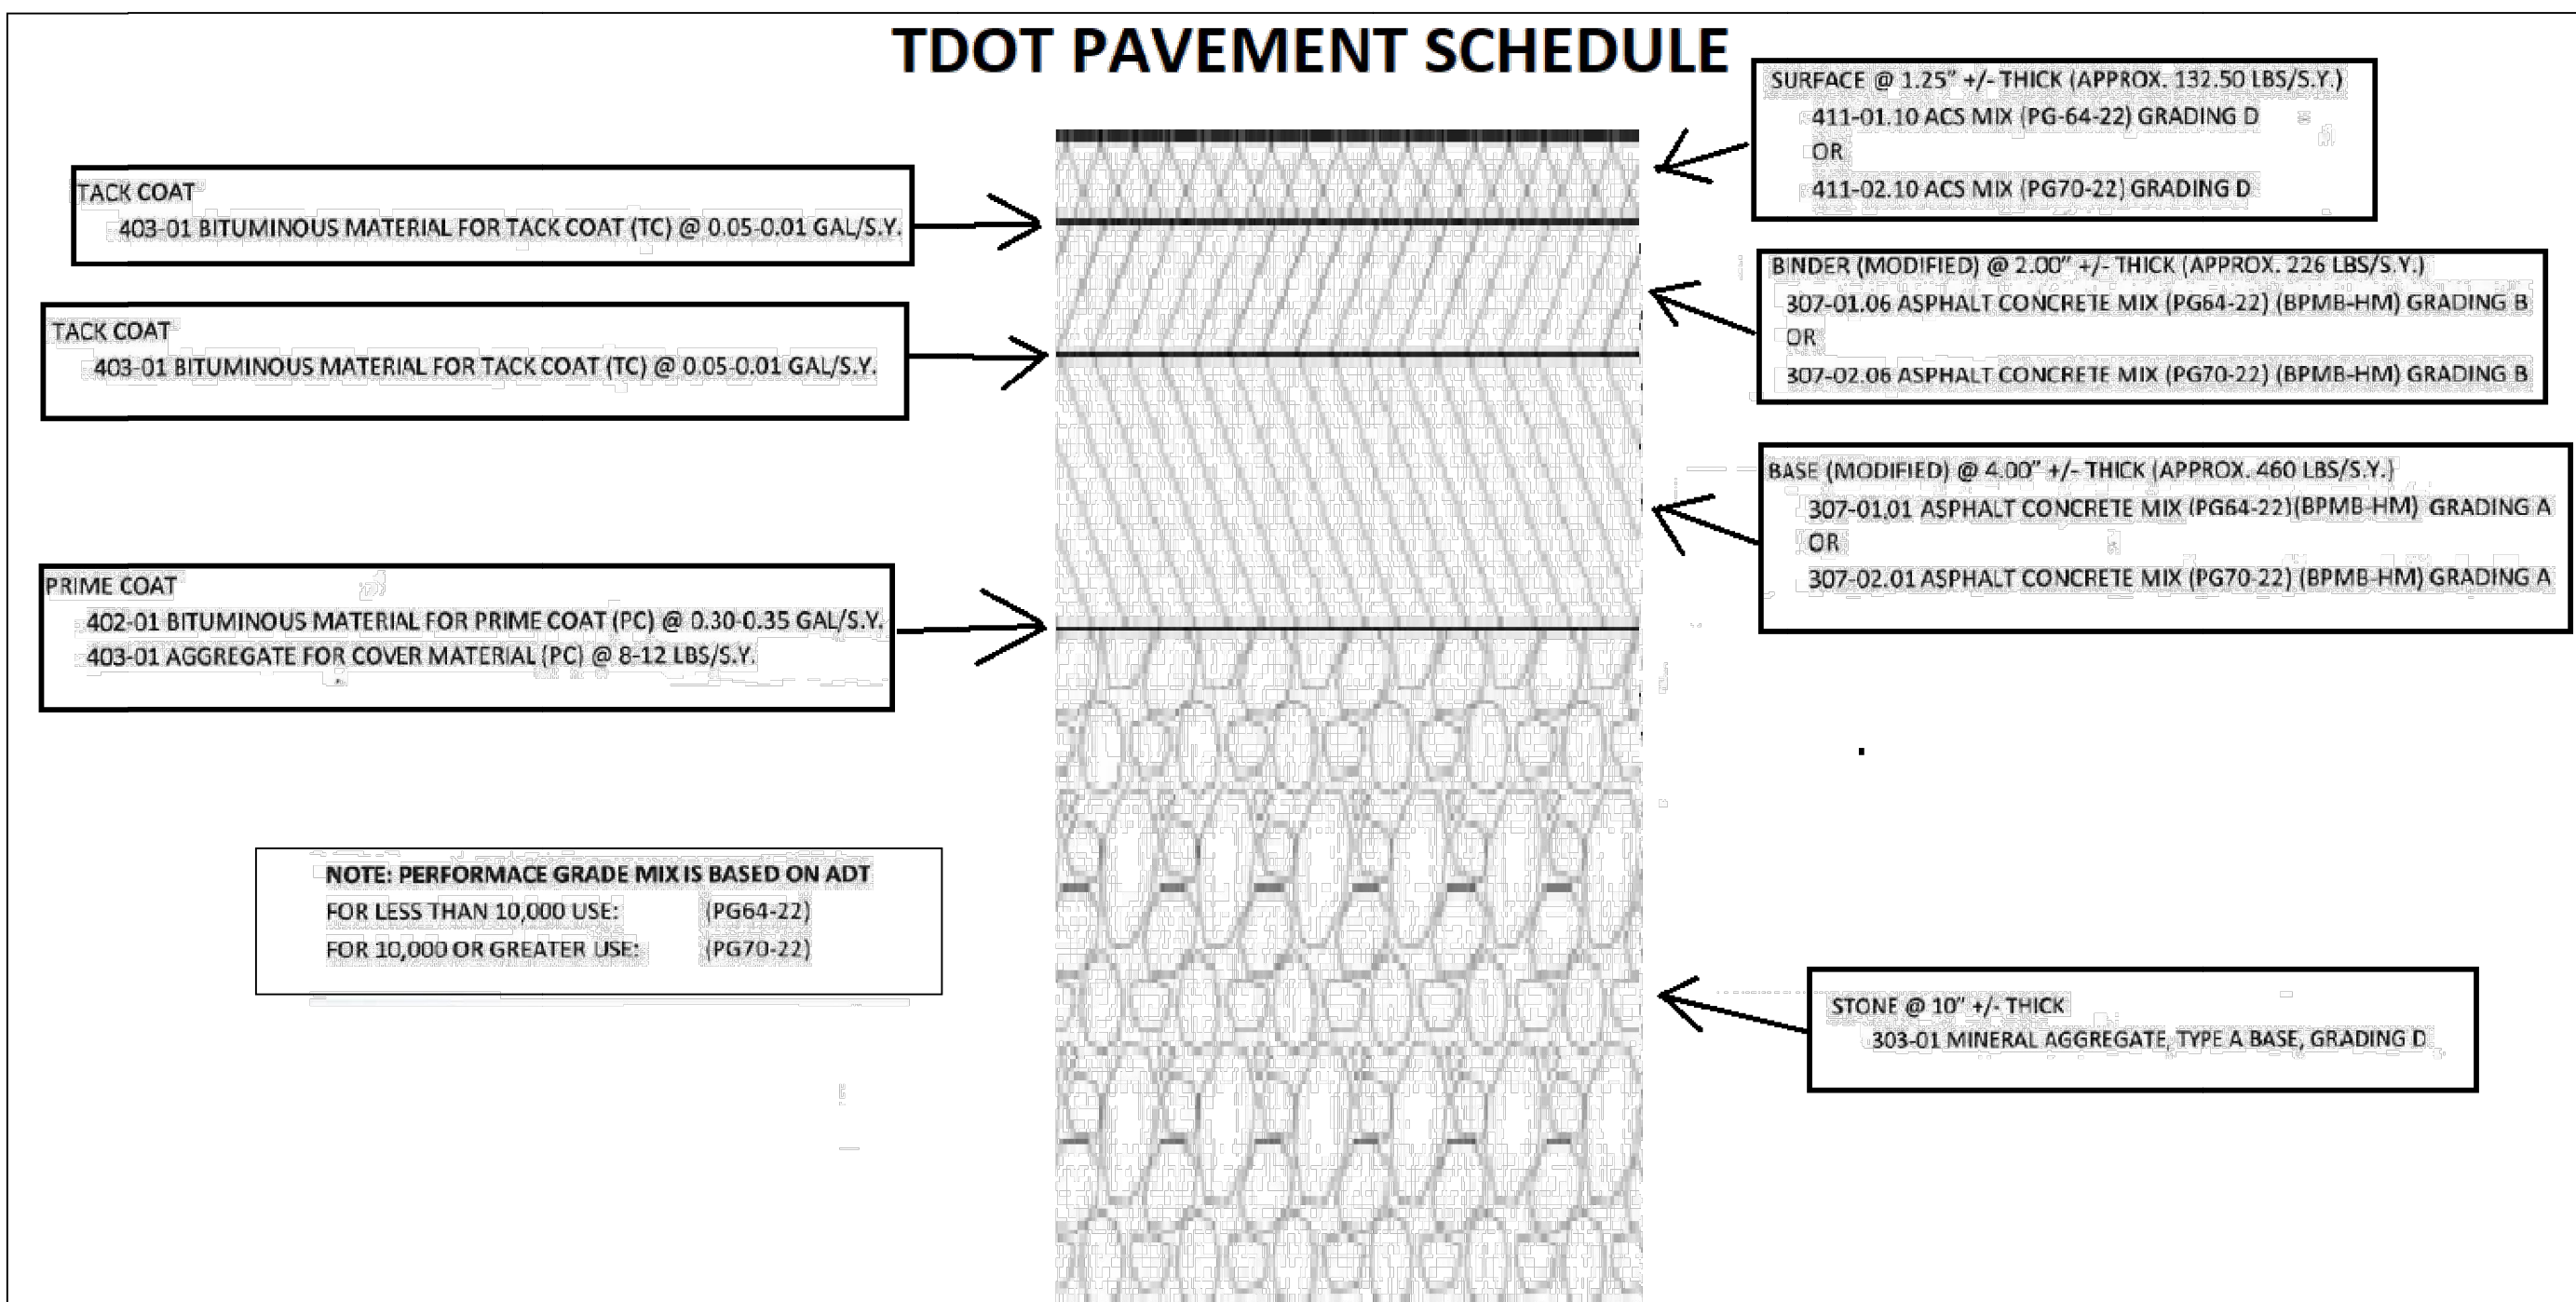 TDOT PAVEMENT SCHEDULE
SURFACE @ 1.25" +/- THICK (APPROX. 132.50 LBS/S.Y.)
411-01.10 ACS MIX (PG-64-22) GRADING D
OR
411-02.10 ACS MIX (PG70-22) GRADING D
TACK COAT
403-01 BITUMINOUS MATERIAL FOR TACK COAT (TC) @ 0.05-0.01 GAL/S.Y.
BINDER (MODIFIED) @ 2.00" +/- THICK (APPROX. 226 LBS/S.Y.)
307-01.06 ASPHALT CONCRETE MIX (PG64-22) (BPMB-HM) GRADING B
OR
307-02.06 ASPHALT CONCRETE MIX (PG70-22) (BPMB-HM) GRADING B
TACK COAT
403-01 BITUMINOUS MATERIAL FOR TACK COAT (TC) @ 0.05-0.01 GAL/S.Y.
BASE (MODIFIED) @ 4.00" +/- THICK (APPROX. 460 LBS/S.Y.)
307-01.01 ASPHALT CONCRETE MIX (PG64-22)(BPMB-HM) GRADING A
OR
307-02.01 ASPHALT CONCRETE MIX (PG70-22) (BPMB-HM) GRADING A
PRIME COAT
402-01 BITUMINOUS MATERIAL FOR PRIME COAT (PC) @ 0.30-0.35 GAL/S.Y.
403-01 AGGREGATE FOR COVER MATERIAL (PC) @ 8-12 LBS/S.Y.
NOTE: PERFORMACE GRADE MIX IS BASED ON ADT
FOR LESS THAN 10,000 USE: (PG64-22)
FOR 10,000 OR GREATER USE: (PG70-22)
STONE @ 10" +/- THICK
303-01 MINERAL AGGREGATE, TYPE A BASE, GRADING D